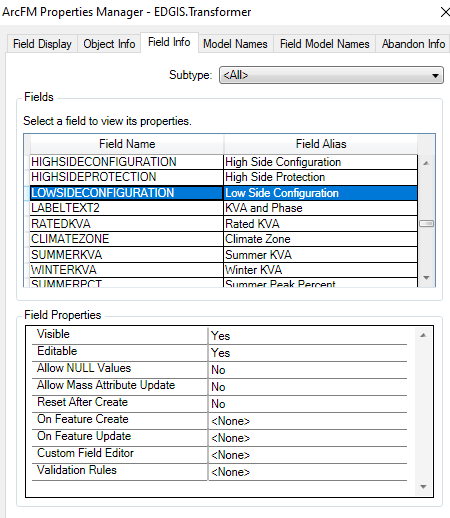 ArcFM Properties Manager - EDGIS.Transformer
Field Display Object Info Field Info Model Names Field Model Names Abandon Info
Subtype: <All>
Fields
Select a field to view its properties.
Field Name Field Alias
HIGHSIDECONFIGURATION High Side Configuration
HIGHSIDEPROTECTION High Side Protection
LOWSIDECONFIGURATION Low Side Configuration
LABELTEXT2 KVA and Phase
RATEDKVA Rated KVA
CLIMATEZONE Climate Zone
SUMMERKVA Summer KVA
WINTERKVA Winter KVA
SUMMERPCT Summer Peak Percent
Field Properties
Visible Yes
Editable Yes
Allow NULL Values No
Allow Mass Attribute Update No
Reset After Create No
On Feature Create <None>
On Feature Update <None>
Custom Field Editor <None>
Validation Rules <None>